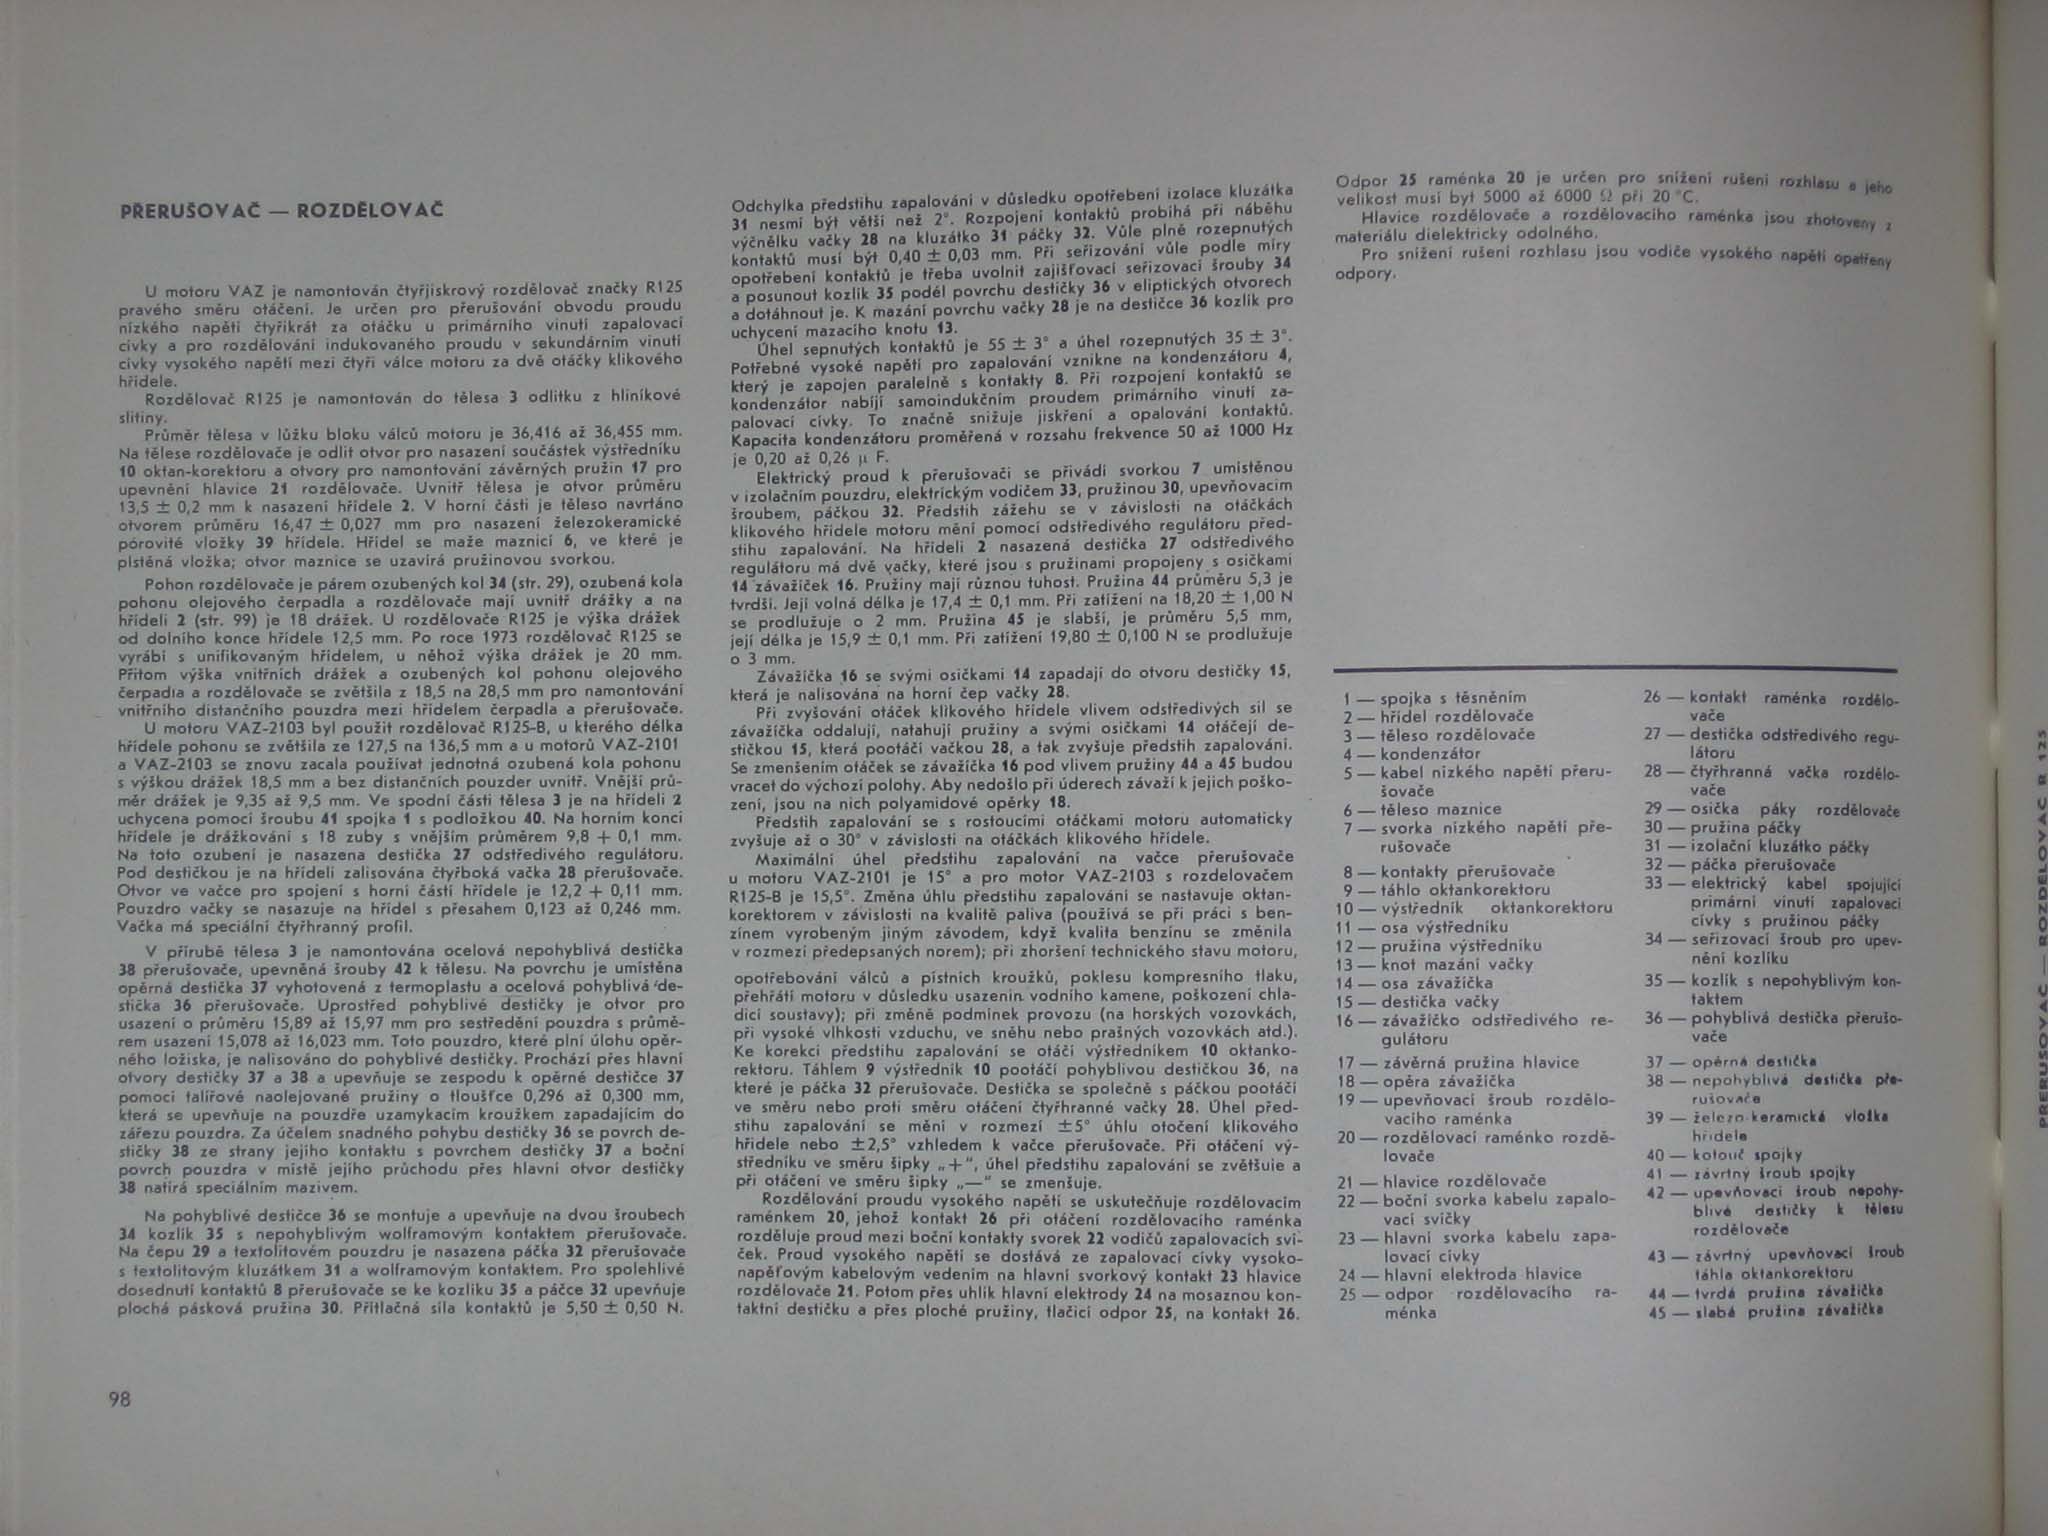 PŘERUŠOVAČ — ROZDĚLOVAČ
U motoru VAZ je namontován čtyřjiskrový rozdělovač značky R125
pravého směru otáčení. Je určen pro přerušování obvodu proudu
nízkého napětí čtyřikrát za otáčku u primárního vinutí zapalovací
cívky a pro rozdělování indukovaného proudu v sekundárním vinutí
cívky vysokého napětí mezi čtyři válce motoru za dvě otáčky klikového
hřídele.
Rozdělovač R125 je namontován do tělesa 3 odlitku z hliníkové
slitiny.
Průměr tělesa v lůžku bloku válců motoru je 36,416 až 36,455 mm.
Na tělese rozdělovače je odlit otvor pro nasazení součástek výstředníku
10 oktan-korektoru a otvory pro namontování závěrných pružin 17 pro
upevnění hlavice 21 rozdělovače. Uvnitř tělesa je otvor průměru
13,5 ± 0,2 mm k nasazení hřídele 2. V horní části je těleso navrtáno
otvorem průměru 16,47 ± 0,027 mm pro nasazení železokeramické
pórovité vložky 39 hřídele. Hřídel se maže maznicí 6, ve které je
plstěná vložka; otvor maznice se uzavírá pružinovou svorkou.
Pohon rozdělovače je párem ozubených kol 34 (str. 29), ozubená kola
pohonu olejového čerpadla a rozdělovače mají uvnitř drážky a na
hřídeli 2 (str. 99) je 18 drážek. U rozdělovače R125 je výška drážek
od dolního konce hřídele 12,5 mm. Po roce 1973 rozdělovač R125 se
vyrábí s unifikovaným hřídelem, u něhož výška drážek je 20 mm.
Přitom výška vnitřních drážek a ozubených kol pohonu olejového
čerpadla a rozdělovače se zvětšila z 18,5 na 28,5 mm pro namontování
vnitřního distančního pouzdra mezi hřídelem čerpadla a přerušovače.
U motoru VAZ-2103 byl použit rozdělovač R125-B, u kterého délka
hřídele pohonu se zvětšila ze 127,5 na 136,5 mm a u motorů VAZ-2101
a VAZ-2103 se znovu zacala používat jednotná ozubená kola pohonu
s výškou drážek 18,5 mm a bez distančních pouzder uvnitř. Vnější prů-
měr drážek je 9,35 až 9,5 mm. Ve spodní části tělesa 3 je na hřídeli 2
uchycena pomocí šroubu 41 spojka 1 s podložkou 40. Na horním konci
hřídele je drážkování s 18 zuby s vnějším průměrem 9,8 + 0,1 mm.
Na toto ozubení je nasazena destička 27 odstředivého regulátoru.
Pod destičkou je na hřídeli zalisována čtyřboká vačka 28 přerušovače.
Otvor ve vačce pro spojení s horní částí hřídele je 12,2 + 0,11 mm.
Pouzdro vačky se nasazuje na hřídel s přesahem 0,123 až 0,246 mm.
Vačka má speciální čtyřhranný profil.
V přírubě tělesa 3 je namontována ocelová nepohyblivá destička
38 přerušovače, upevněná šrouby 42 k tělesu. Na povrchu je umístěna
opěrná destička 37 vyhotovená z termoplastu a ocelová pohyblivá de-
stička 36 přerušovače. Uprostřed pohyblivé destičky je otvor pro
usazení o průměru 15,89 až 15,97 mm pro sestředění pouzdra s průmě-
rem usazení 15,078 až 16,023 mm. Toto pouzdro, které plní úlohu opěr-
ného ložiska, je nalisováno do pohyblivé destičky. Prochází přes hlavní
otvory destičky 37 a 38 a upevňuje se zespodu k opěrné destičce 37
pomocí talířové naolejované pružiny o tloušťce 0,296 až 0,300 mm,
která se upevňuje na pouzdře uzamykacím kroužkem zapadajícím do
zářezu pouzdra. Za účelem snadného pohybu destičky 36 se povrch de-
stičky 38 ze strany jejího kontaktu s povrchem destičky 37 a boční
povrch pouzdra v místě jejího průchodu přes hlavní otvor destičky
38 natírá speciálním mazivem.
Na pohyblivé destičce 36 se montuje a upevňuje na dvou šroubech
34 kozlík 35 s nepohyblivým wolframovým kontaktem přerušovače.
Na čepu 29 a textolitovém pouzdru je nasazena páčka 32 přerušovače
s textolitovým kluzátkem 31 a wolframovým kontaktem. Pro spolehlivé
dosednutí kontaktů 8 přerušovače se ke kozlíku 35 a páčce 32 upevňuje
plochá pásková pružina 30. Přítlačná síla kontaktů je 5,50 ± 0,50 N.
98
Odchylka předstihu zapalování v důsledku opotřebení izolace kluzátka
31 nesmí být větší než 2°. Rozpojení kontaktů probíhá při náběhu
výčnělku vačky 28 na kluzátko 31 páčky 32. Vůle plně rozepnutých
kontaktů musí být 0,40 ± 0,03 mm. Při seřizování vůle podle míry
opotřebení kontaktů je třeba uvolnit zajišťovací seřizovací šrouby 34
a posunout kozlík 35 podél povrchu destičky 36 v eliptických otvorech
a dotáhnout je. K mazání povrchu vačky 28 je na destičce 36 kozlík pro
uchycení mazacího knotu 13.
Úhel sepnutých kontaktů je 55 ± 3° a úhel rozepnutých 35 ± 3°.
Potřebné vysoké napětí pro zapalování vznikne na kondenzátoru 4,
který je zapojen paralelně s kontakty 8. Při rozpojení kontaktů se
kondenzátor nabíjí samoindukčním proudem primárního vinutí za-
palovací cívky. To značně snižuje jiskření a opalování kontaktů.
Kapacita kondenzátoru proměřená v rozsahu frekvence 50 až 1000 Hz
je 0,20 až 0,26 μ F.
Elektrický proud k přerušovači se přivádí svorkou 7 umístěnou
v izolačním pouzdru, elektrickým vodičem 33, pružinou 30, upevňovacím
šroubem, páčkou 32. Předstih zážehu se v závislosti na otáčkách
klikového hřídele motoru mění pomocí odstředivého regulátoru před-
stihu zapalování. Na hřídeli 2 nasazená destička 27 odstředivého
regulátoru má dvě vačky, které jsou s pružinami propojeny s osičkami
14 závažíček 16. Pružiny mají různou tuhost. Pružina 44 průměru 5,3 je
tvrdší. Její volná délka je 17,4 ± 0,1 mm. Při zatížení na 18,20 ± 1,00 N
se prodlužuje o 2 mm. Pružina 45 je slabší, je průměru 5,5 mm,
její délka je 15,9 ± 0,1 mm. Při zatížení 19,80 ± 0,100 N se prodlužuje
o 3 mm.
Závažíčka 16 se svými osičkami 14 zapadají do otvoru destičky 15,
která je nalisována na horní čep vačky 28.
Při zvyšování otáček klikového hřídele vlivem odstředivých sil se
závažíčka oddalují, natahují pružiny a svými osičkami 14 otáčejí de-
stičkou 15, která pootáčí vačkou 28, a tak zvyšuje předstih zapalování.
Se zmenšením otáček se závažíčka 16 pod vlivem pružiny 44 a 45 budou
vracet do výchozí polohy. Aby nedošlo při úderech závaží k jejich poško-
zení, jsou na nich polyamidové opěrky 18.
Předstih zapalování se s rostoucími otáčkami motoru automaticky
zvyšuje až o 30° v závislosti na otáčkách klikového hřídele.
Maximální úhel předstihu zapalování na vačce přerušovače
u motoru VAZ-2101 je 15° a pro motor VAZ-2103 s rozdelovačem
R125-B je 15,5°. Změna úhlu předstihu zapalování se nastavuje oktan-
korektorem v závislosti na kvalitě paliva (používá se při práci s ben-
zínem vyrobeným jiným závodem, když kvalita benzínu se změnila
v rozmezí předepsaných norem); při zhoršení technického stavu motoru,
opotřebování válců a pístních kroužků, poklesu kompresního tlaku,
přehřátí motoru v důsledku usazenin vodního kamene, poškození chla-
dicí soustavy); při změně podmínek provozu (na horských vozovkách,
při vysoké vlhkosti vzduchu, ve sněhu nebo prašných vozovkách atd.).
Ke korekci předstihu zapalování se otáčí výstředníkem 10 oktanko-
rektoru. Táhlem 9 výstředník 10 pootáčí pohyblivou destičkou 36, na
které je páčka 32 přerušovače. Destička se společně s páčkou pootáčí
ve směru nebo proti směru otáčení čtyřhranné vačky 28. Úhel před-
stihu zapalování se mění v rozmezí ±5° úhlu otočení klikového
hřídele nebo ±2,5° vzhledem k vačce přerušovače. Při otáčení vý-
středníku ve směru šipky „+", úhel předstihu zapalování se zvětšuje a
při otáčení ve směru šipky „—" se zmenšuje.
Rozdělování proudu vysokého napětí se uskutečňuje rozdělovacím
raménkem 20, jehož kontakt 26 při otáčení rozdělovacího raménka
rozděluje proud mezi boční kontakty svorek 22 vodičů zapalovacích sví-
ček. Proud vysokého napětí se dostává ze zapalovací cívky vysoko-
napěťovým kabelovým vedením na hlavní svorkový kontakt 23 hlavice
rozdělovače 21. Potom přes uhlík hlavní elektrody 24 na mosaznou kon-
taktní destičku a přes ploché pružiny, tlačící odpor 25, na kontakt 26.
Odpor 25 raménka 20 je určen pro snížení rušení rozhlasu a jeho
velikost musí být 5000 až 6000 Ω při 20 °C.
Hlavice rozdělovače a rozdělovacího raménka jsou zhotoveny z
materiálu dielektricky odolného.
Pro snížení rušení rozhlasu jsou vodiče vysokého napětí opatřeny
odpory.
1 — spojka s těsněním
2 — hřídel rozdělovače
3 — těleso rozdělovače
4 — kondenzátor
5 — kabel nízkého napětí přeru-
šovače
6 — těleso maznice
7 — svorka nízkého napětí pře-
rušovače
8 — kontakty přerušovače
9 — táhlo oktankorektoru
10 — výstředník oktankorektoru
11 — osa výstředníku
12 — pružina výstředníku
13 — knot mazání vačky
14 — osa závažíčka
15 — destička vačky
16 — závažíčko odstředivého re-
gulátoru
17 — závěrná pružina hlavice
18 — opěra závažíčka
19 — upevňovací šroub rozdělo-
vacího raménka
20 — rozdělovací raménko rozdě-
lovače
21 — hlavice rozdělovače
22 — boční svorka kabelu zapalo-
vací svíčky
23 — hlavní svorka kabelu zapa-
lovací cívky
24 — hlavní elektroda hlavice
25 — odpor rozdělovacího ra-
ménka
26 — kontakt raménka rozdělo-
vače
27 — destička odstředivého regu-
látoru
28 — čtyřhranná vačka rozdělo-
vače
29 — osička páky rozdělovače
30 — pružina páčky
31 — izolační kluzátko páčky
32 — páčka přerušovače
33 — elektrický kabel spojující
primární vinutí zapalovací
cívky s pružinou páčky
34 — seřizovací šroub pro upev-
nění kozlíku
35 — kozlík s nepohyblivým kon-
taktem
36 — pohyblivá destička přerušo-
vače
37 — opěrná destička
38 — nepohyblivá destička pře-
rušovače
39 — železo-keramická vložka
hřídele
40 — kotouč spojky
41 — závrtný šroub spojky
42 — upevňovací šroub nepohy-
blivé destičky k tělesu
rozdělovače
43 — závrtný upevňovací šroub
táhla oktankorektoru
44 — tvrdá pružina závažíčka
45 — slabá pružina závažíčka
PŘERUŠOVAČ — ROZDĚLOVAČ R 125